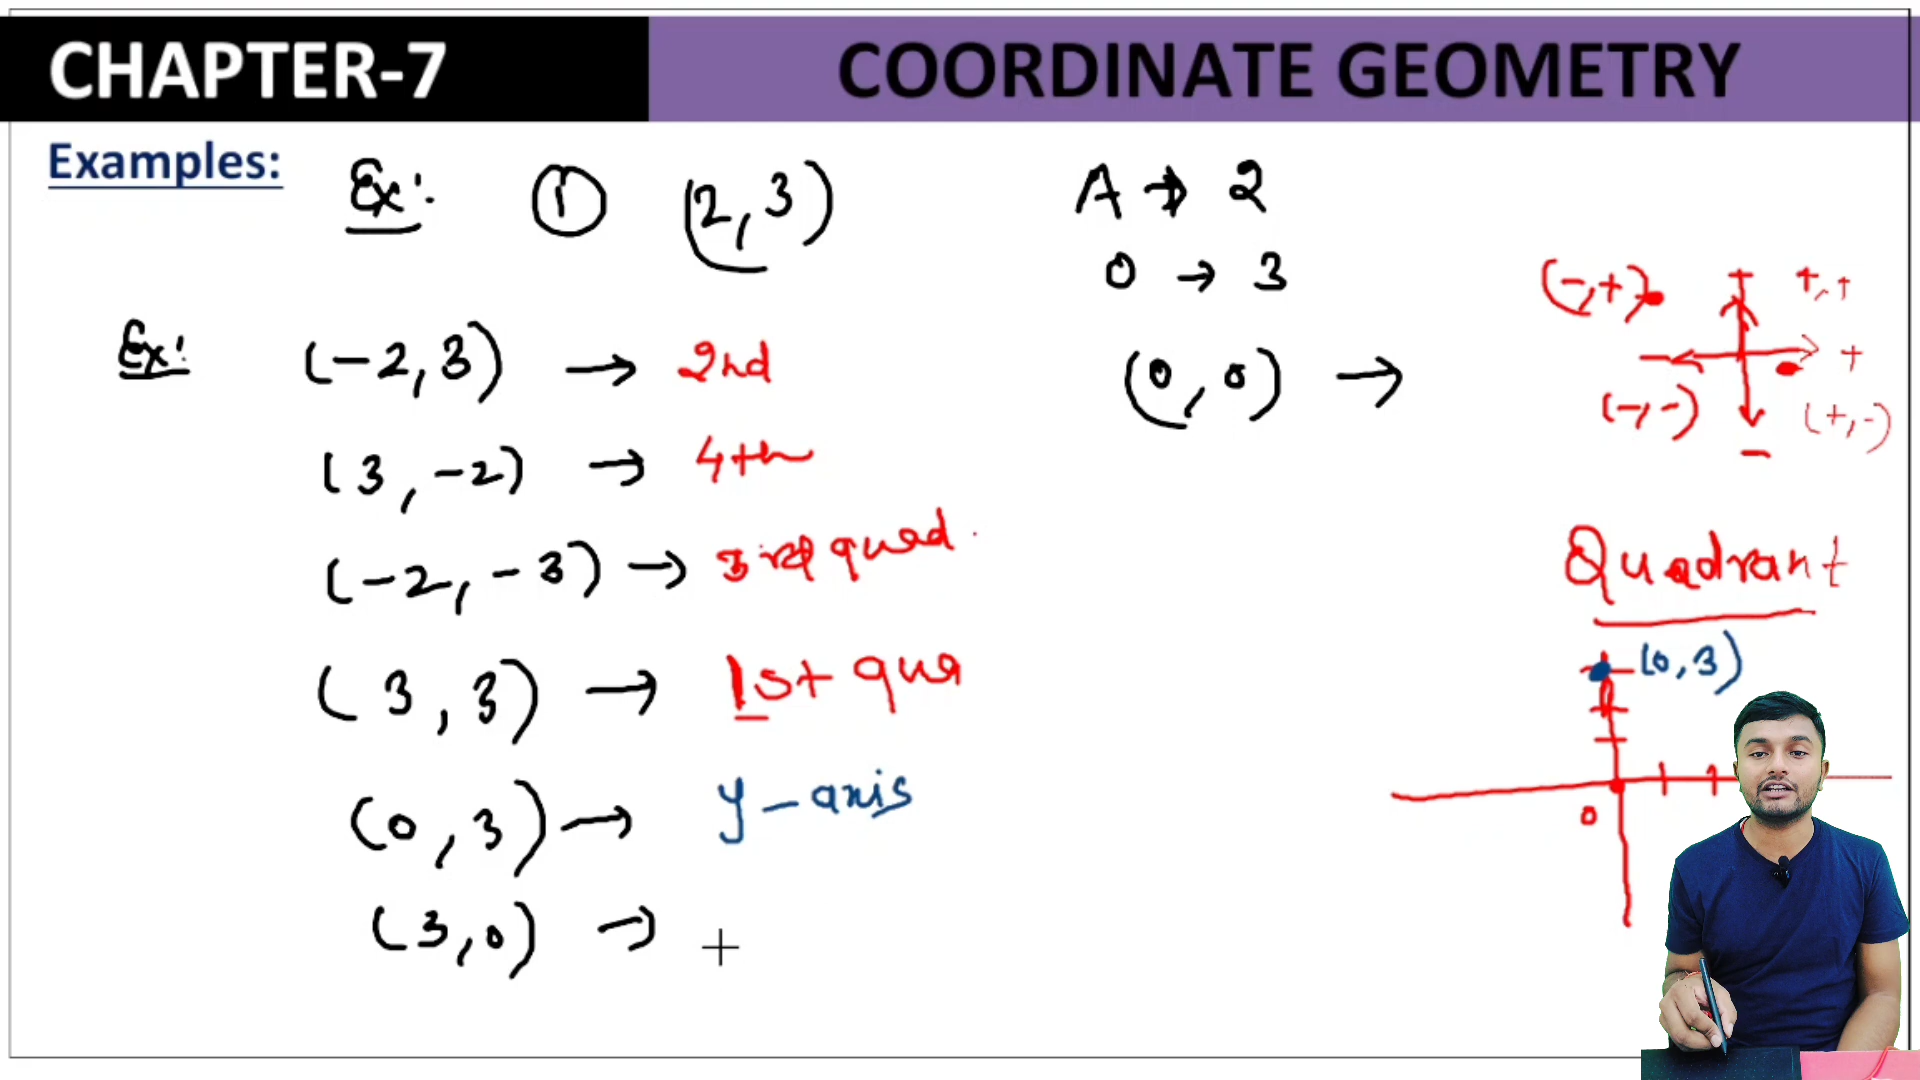 CHAPTER-7 COORDINATE GEOMETRY
Examples:
Ex: ① (2,3)
A → 2
0 → 3
(0,0) →
Ex: (-2,3) → 2nd
(3,-2) → 4th
(-2,-3) → 3rd quad.
(3,3) → 1st qua
(0,3) → y-axis
(3,0) →
+
(-,+) +,+
- +
(-,-) (+,-)
-
Quadrant
(0,3)
0